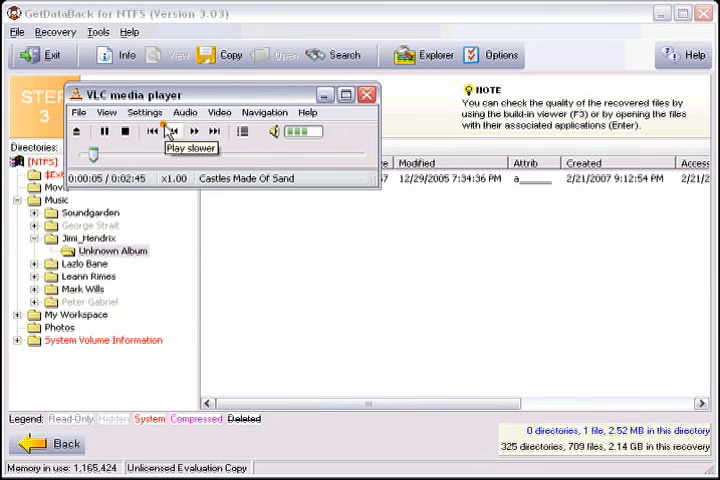 GetDataBack for NTFS (Version 3.03)
File Recovery Tools Help
Exit Info View Copy Open Search Explorer Options Help
STEP
3
NOTE
You can check the quality of the recovered files by
using the build-in viewer (F3) or by opening the files
with their associated applications (Enter).
VLC media player
File View Settings Audio Video Navigation Help
Play slower
0:00:05 / 0:02:45 x1.00 Castles Made Of Sand
Directories:
Modified Attrib Created Access
12/29/2005 7:34:36 PM a______ 2/21/2007 9:12:54 PM 2/21/2
[NTFS]
Music
Soundgarden
George Strait
Jimi_Hendrix
Unknown Album
Lazlo Bane
Leann Rimes
Mark Wills
Peter Gabriel
My Workspace
Photos
System Volume Information
Legend: Read-Only Hidden System Compressed Deleted
Back
0 directories, 1 file, 2.52 MB in this directory
325 directories, 709 files, 2.14 GB in this recovery
Memory in use: 1,165,424 Unlicensed Evaluation Copy